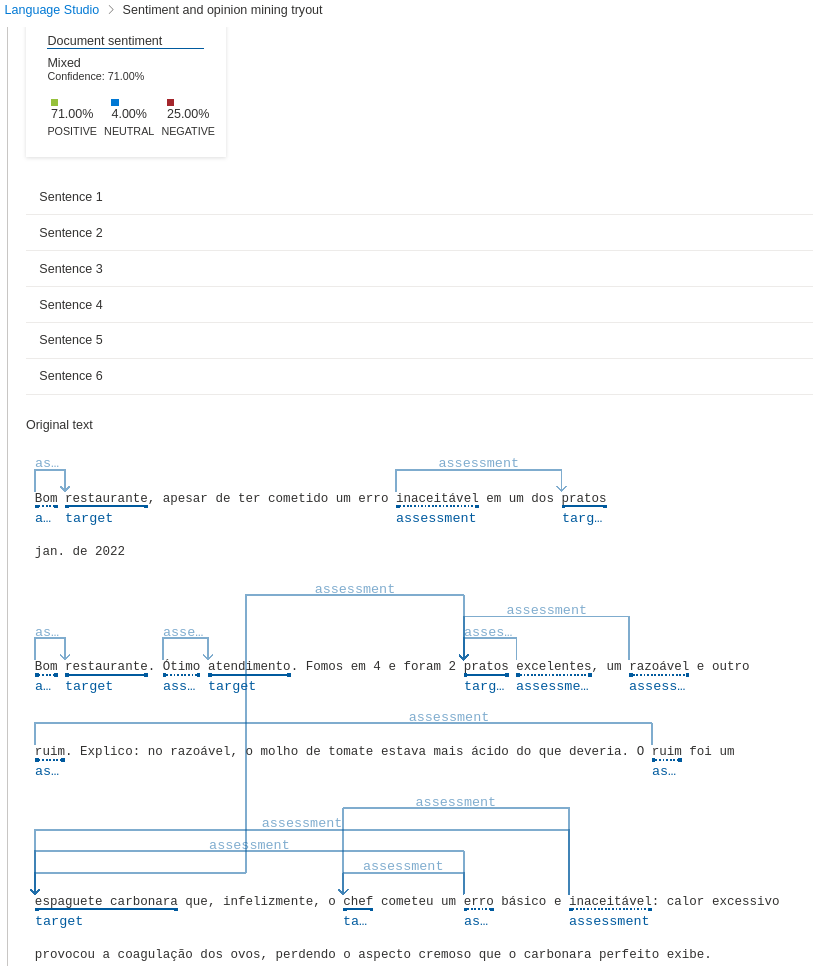 Language Studio > Sentiment and opinion mining tryout
Document sentiment
Mixed
Confidence: 71.00%
71.00% 4.00% 25.00%
POSITIVE NEUTRAL NEGATIVE
Sentence 1
Sentence 2
Sentence 3
Sentence 4
Sentence 5
Sentence 6
Original text
as… assessment
Bom restaurante, apesar de ter cometido um erro inaceitável em um dos pratos
a… target assessment targ…
jan. de 2022
assessment
assessment
as… asse… asses…
Bom restaurante. Ótimo atendimento. Fomos em 4 e foram 2 pratos excelentes, um razoável e outro
a… target ass… target targ… assessme… assess…
assessment
ruim. Explico: no razoável, o molho de tomate estava mais ácido do que deveria. O ruim foi um
as… as…
assessment
assessment
assessment
assessment
espaguete carbonara que, infelizmente, o chef cometeu um erro básico e inaceitável: calor excessivo
target ta… as… assessment
provocou a coagulação dos ovos, perdendo o aspecto cremoso que o carbonara perfeito exibe.